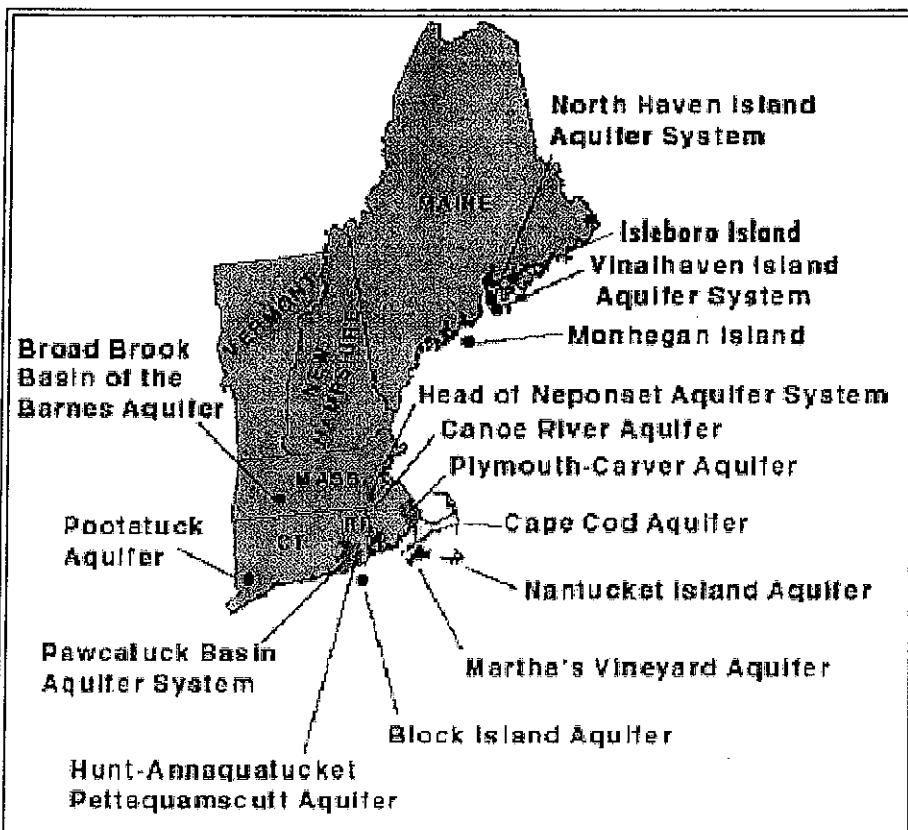 North Haven Island
Aquifer System
MAINE
Isleboro Island
Vinalhaven Island
Aquifer System
Monhegan Island
VERMONT
NEW
HAMPSHIRE
Broad Brook
Basin of the
Barnes Aquifer
Head of Neponset Aquifer System
Canoe River Aquifer
Plymouth-Carver Aquifer
MASS
Cape Cod Aquifer
Pootatuck
Aquifer
CT
RI
Nantucket Island Aquifer
Pawcatuck Basin
Aquifer System
Martha's Vineyard Aquifer
Block Island Aquifer
Hunt-Annaquatucket
Pettaquamscutt Aquifer